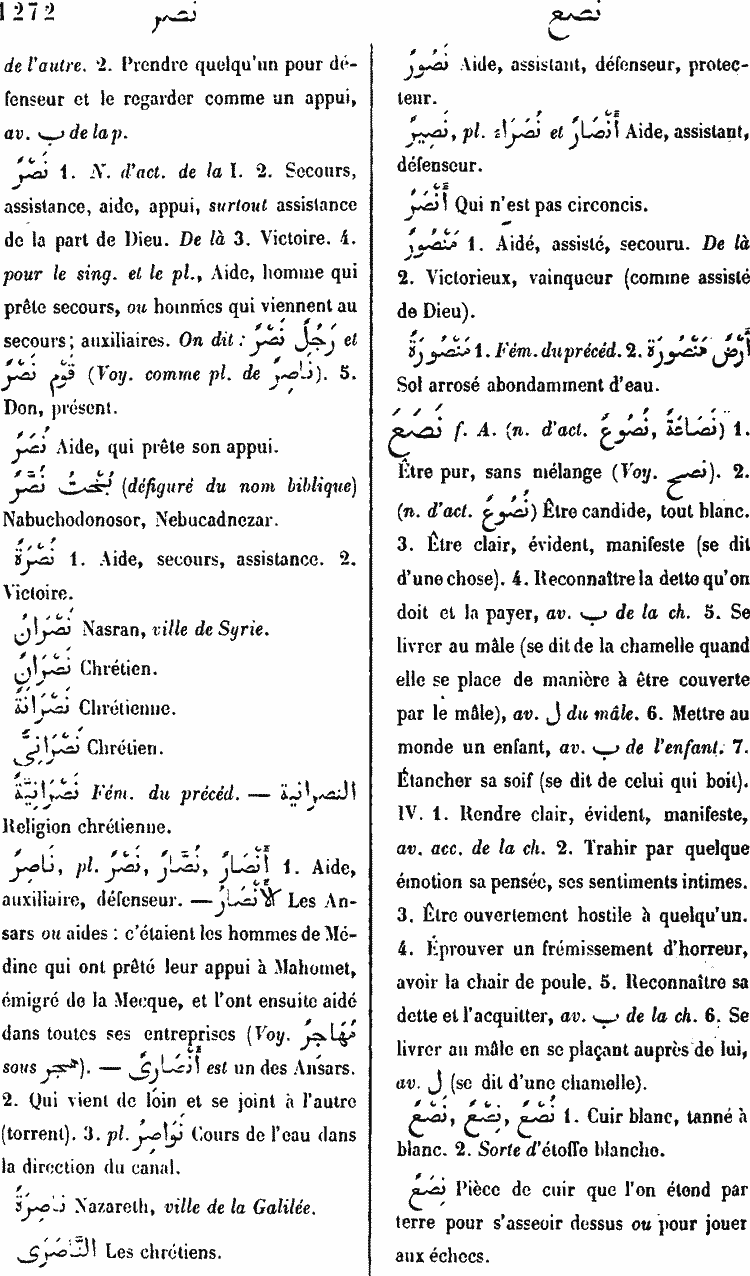 1272 نصر نصع
de l'autre. 2. Prendre quelqu'un pour dé-
fenseur et le regarder comme un appui,
av. ب de la p.
نَصْرٌ 1. N. d'act. de la I. 2. Secours,
assistance, aide, appui, surtout assistance
de la part de Dieu. De là 3. Victoire. 4.
pour le sing. et le pl., Aide, homme qui
prête secours, ou hommes qui viennent au
secours; auxiliaires. On dit : رَجُلٌ نَصْرٌ et
قَوْمٌ نَصْرٌ (Voy. comme pl. de نَاصِرٌ). 5.
Don, présent.
نَصُرٌ Aide, qui prête son appui.
بُخْتُ نَصَّرٌ (défiguré du nom biblique)
Nabuchodonosor, Nebucadnezar.
نُصْرَةٌ 1. Aide, secours, assistance. 2.
Victoire.
نَصْرَانُ Nasran, ville de Syrie.
نَصْرَانٌ Chrétien.
نَصْرَانَةٌ Chrétienne.
نَصْرَانِيٌّ Chrétien.
نَصْرَانِيَّةٌ Fém. du précéd. — النصرانية
Religion chrétienne.
نَاصِرٌ, pl. نَصْرٌ, نُصَّارٌ, أَنْصَارٌ 1. Aide,
auxiliaire, défenseur. — الأَنْصَارُ Les An-
sars ou aides : c'étaient les hommes de Mé-
dine qui ont prêté leur appui à Mahomet,
émigré de la Mecque, et l'ont ensuite aidé
dans toutes ses entreprises (Voy. مُهَاجِرٌ
sous هجر). — أَنْصَارِىٌّ est un des Ansars.
2. Qui vient de loin et se joint à l'autre
(torrent). 3. pl. نَوَاصِرُ Cours de l'eau dans
la direction du canal.
نَاصِرَةٌ Nazareth, ville de la Galilée.
النَّاصَرَى Les chrétiens.
نَصُورٌ Aide, assistant, défenseur, protec-
teur.
نَصِيرٌ, pl. نُصَرَاءُ et أَنْصَارٌ Aide, assistant,
défenseur.
أَنْصَرُ Qui n'est pas circoncis.
مَنْصُورٌ 1. Aidé, assisté, secouru. De là
2. Victorieux, vainqueur (comme assisté
de Dieu).
مَنْصُورَةٌ 1. Fém. du précéd. 2. أَرْضٌ مَنْصُورَةٌ
Sol arrosé abondamment d'eau.
نَصَعَ f. A. (n. d'act. نُصُوعٌ, نَصَاعَةٌ) 1.
Être pur, sans mélange (Voy. نصح). 2.
(n. d'act. نُصُوعٌ) Être candide, tout blanc.
3. Être clair, évident, manifeste (se dit
d'une chose). 4. Reconnaître la dette qu'on
doit et la payer, av. ب de la ch. 5. Se
livrer au mâle (se dit de la chamelle quand
elle se place de manière à être couverte
par le mâle), av. ل du mâle. 6. Mettre au
monde un enfant, av. ب de l'enfant. 7.
Étancher sa soif (se dit de celui qui boit).
IV. 1. Rendre clair, évident, manifeste,
av. acc. de la ch. 2. Trahir par quelque
émotion sa pensée, ses sentiments intimes.
3. Être ouvertement hostile à quelqu'un.
4. Éprouver un frémissement d'horreur,
avoir la chair de poule. 5. Reconnaître sa
dette et l'acquitter, av. ب de la ch. 6. Se
livrer au mâle en se plaçant auprès de lui,
av. ل (se dit d'une chamelle).
نَصْعٌ, نِصْعٌ, نُصْعٌ 1. Cuir blanc, tanné à
blanc. 2. Sorte d'étoffe blanche.
نِصَعٌ Pièce de cuir que l'on étend par
terre pour s'asseoir dessus ou pour jouer
aux échecs.